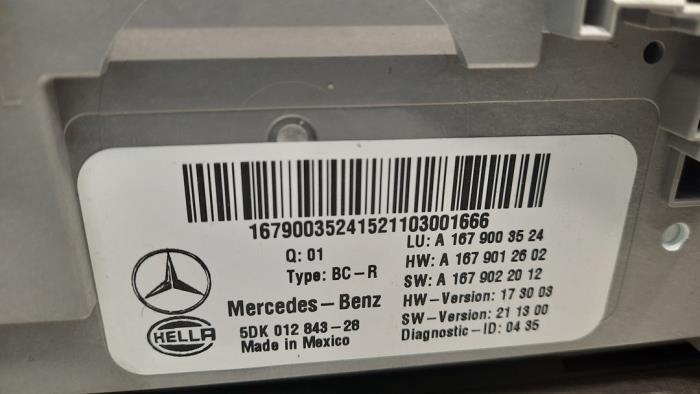 16790035241521103001666
Q: 01
Type: BC-R
Mercedes-Benz
HELLA
5DK 012 843-28
Made in Mexico
LU: A 167 900 35 24
HW: A 167 901 26 02
SW: A 167 902 20 12
HW-Version: 17 30 03
SW-Version: 21 13 00
Diagnostic-ID: 04 35